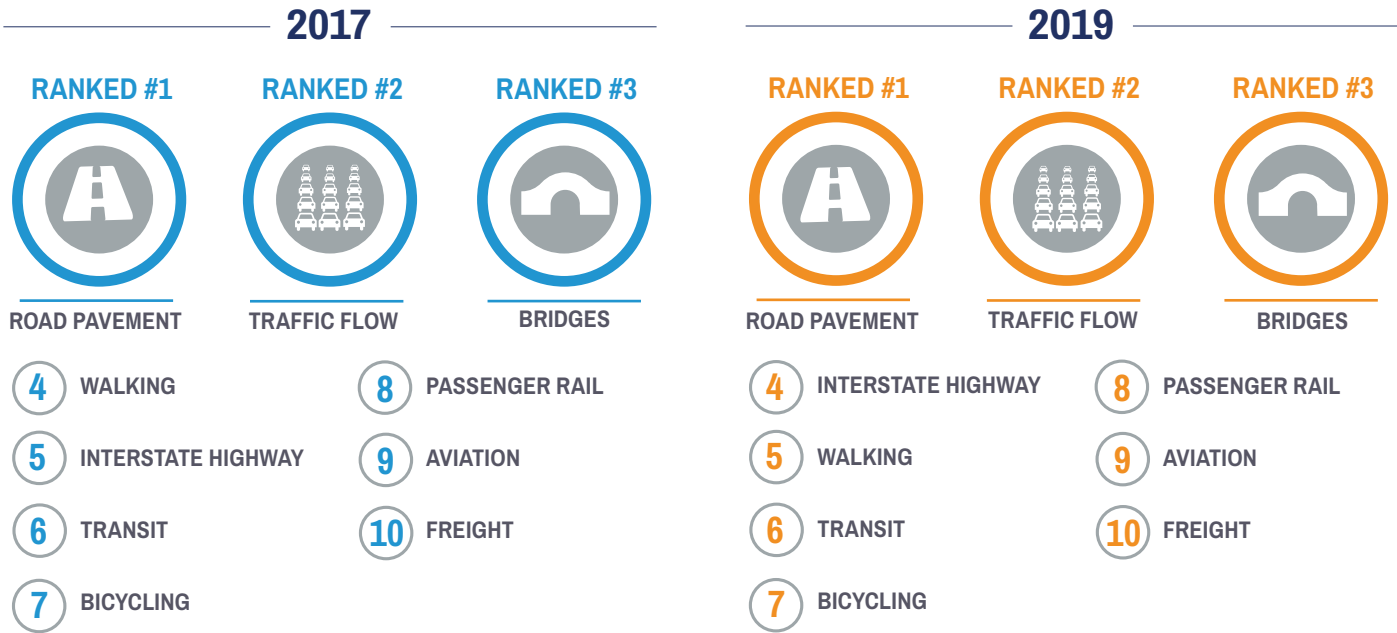 2017
RANKED #1
RANKED #2
RANKED #3
ROAD PAVEMENT
TRAFFIC FLOW
BRIDGES
4 WALKING
5 INTERSTATE HIGHWAY
6 TRANSIT
7 BICYCLING
8 PASSENGER RAIL
9 AVIATION
10 FREIGHT
2019
RANKED #1
RANKED #2
RANKED #3
ROAD PAVEMENT
TRAFFIC FLOW
BRIDGES
4 INTERSTATE HIGHWAY
5 WALKING
6 TRANSIT
7 BICYCLING
8 PASSENGER RAIL
9 AVIATION
10 FREIGHT